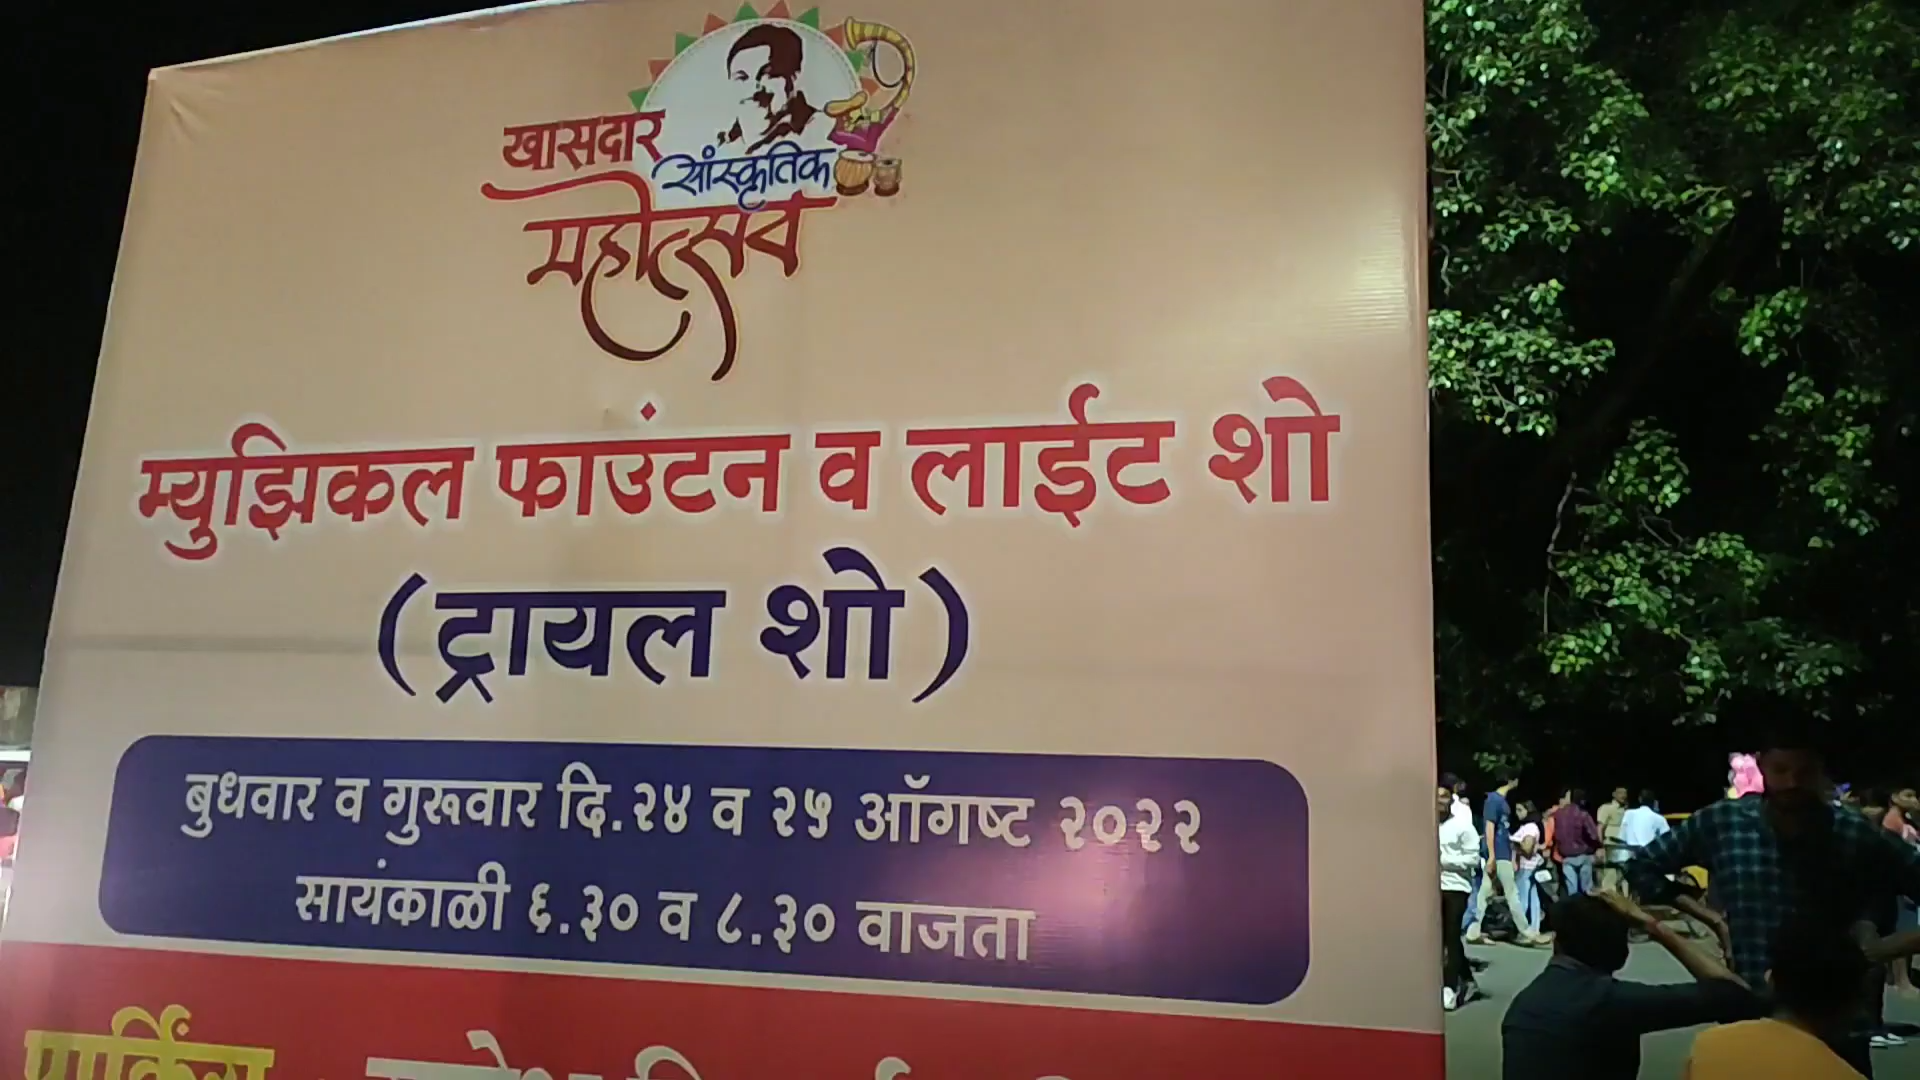 खासदार
सांस्कृतिक
महोत्सव
म्युझिकल फाउंटन व लाईट शो
(ट्रायल शो)
बुधवार व गुरूवार दि.२४ व २५ ऑगष्ट २०२२
सायंकाळी ६.३० व ८.३० वाजता
पार्किंग